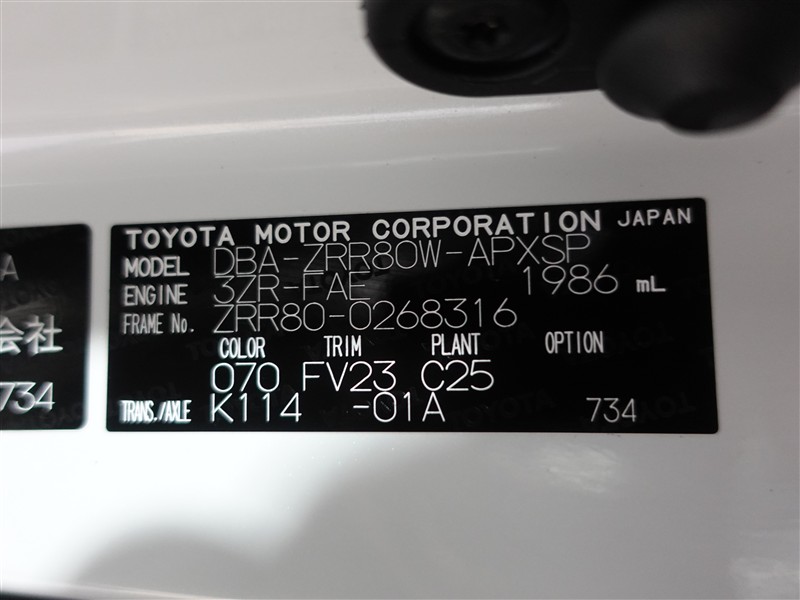 A
会社
734
TOYOTA MOTOR CORPORATION JAPAN
MODEL DBA-ZRR80W-APXSP
ENGINE 3ZR-FAE 1986 mL
FRAME No. ZRR80-0268316
COLOR TRIM PLANT OPTION
070 FV23 C25
TRANS./AXLE K114 -01A 734